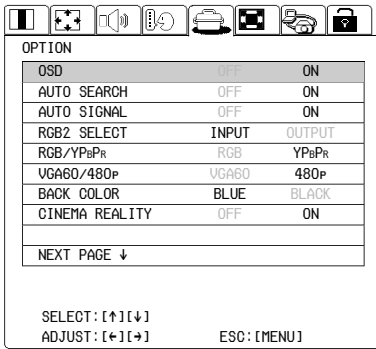 OPTION
OSD OFF ON
AUTO SEARCH OFF ON
AUTO SIGNAL OFF ON
RGB2 SELECT INPUT OUTPUT
RGB/YPBPR RGB YPBPR
VGA60/480P VGA60 480P
BACK COLOR BLUE BLACK
CINEMA REALITY OFF ON
NEXT PAGE ↓
SELECT:[↑][↓]
ADJUST:[←][→] ESC:[MENU]